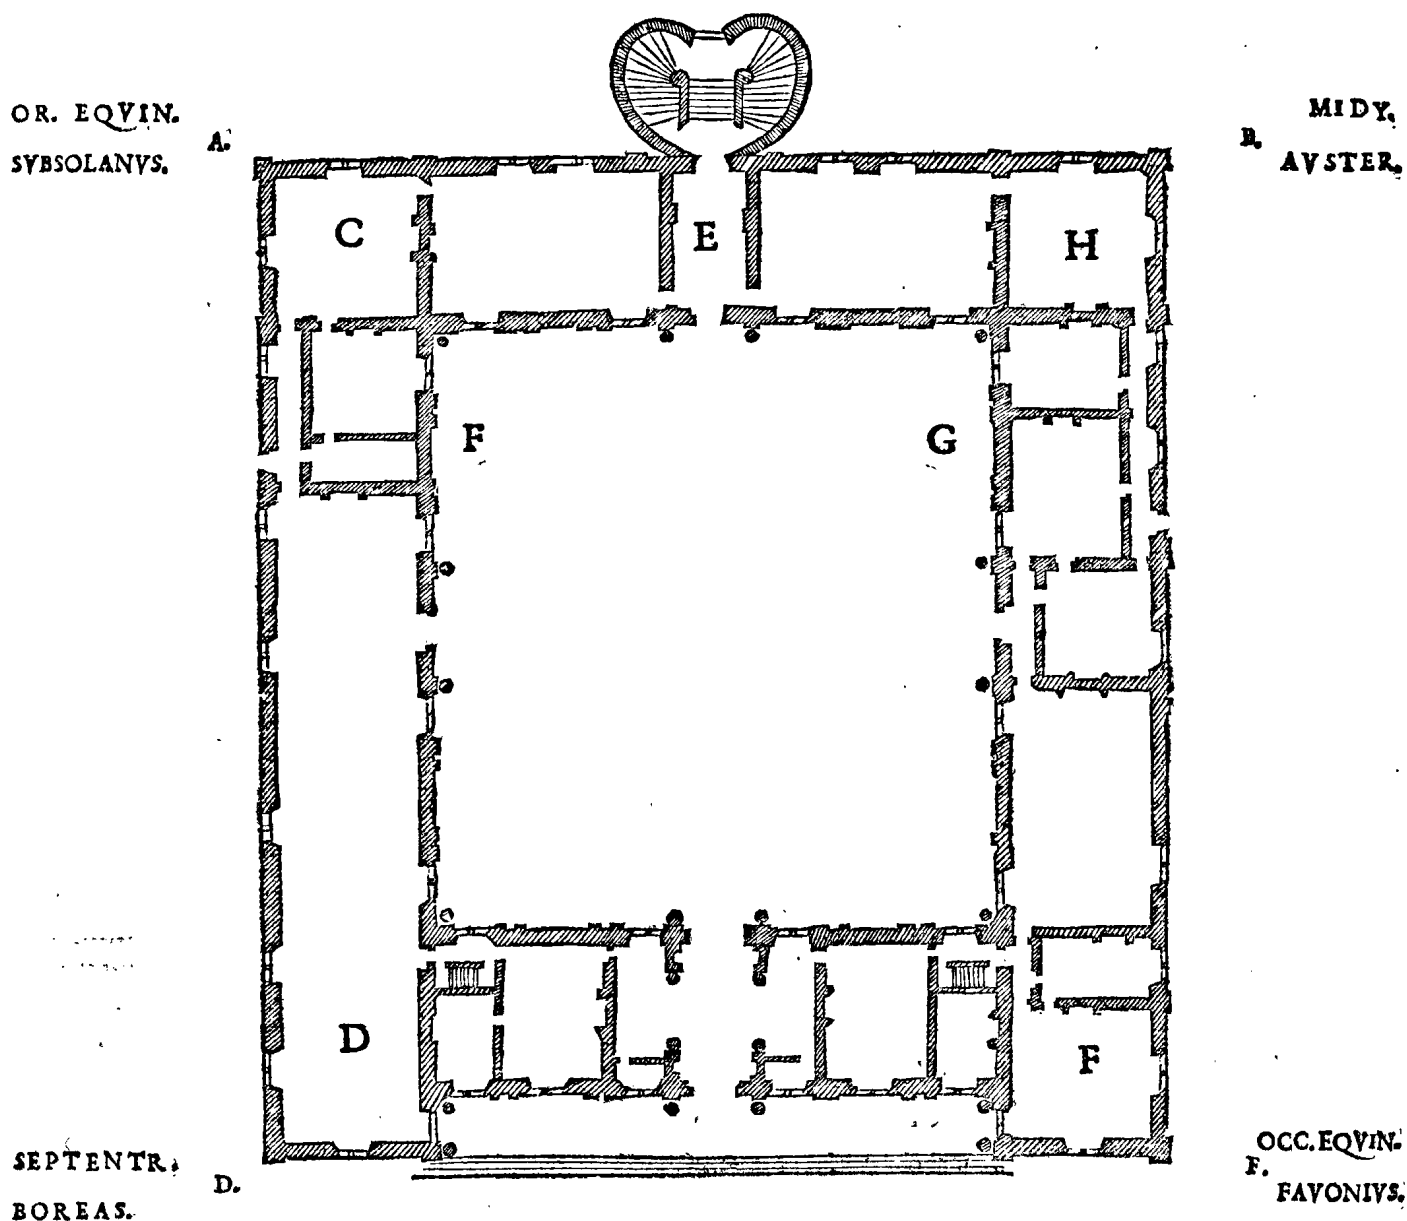 OR. EQVIN.
A.
SVBSOLANVS.
MIDY.
B.
AVSTER.
C
E
H
F
G
D
F
SEPTENTR.
D.
BOREAS.
OCC. EQVIN.
F.
FAVONIVS.